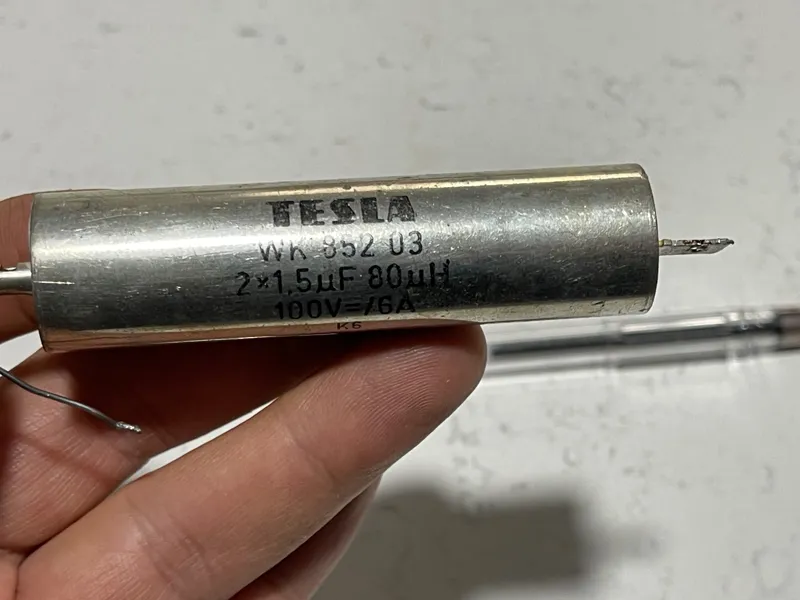 TESLA
WK 852 03
2×1,5µF 80µH
100V=/6A
K6